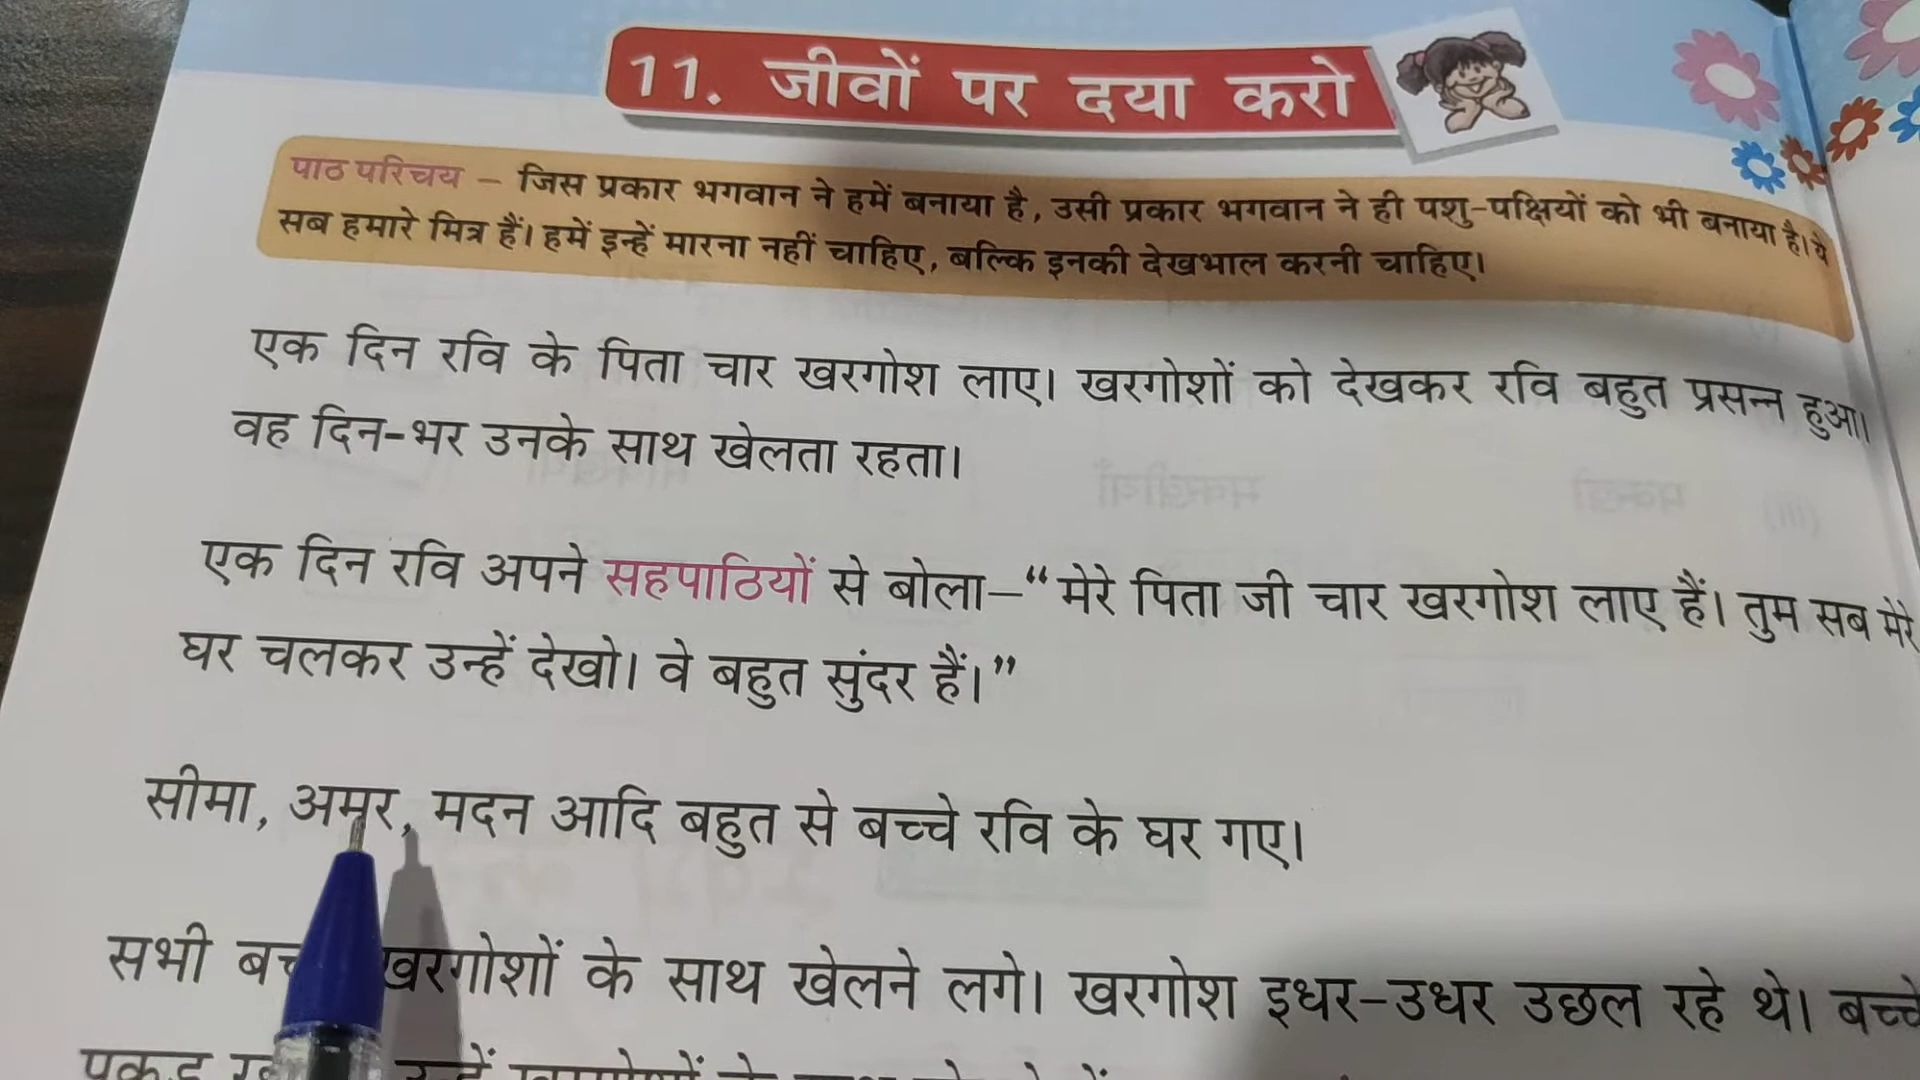 11. जीवों पर दया करो
पाठ परिचय – जिस प्रकार भगवान ने हमें बनाया है, उसी प्रकार भगवान ने ही पशु-पक्षियों को भी बनाया है। ये
सब हमारे मित्र हैं। हमें इन्हें मारना नहीं चाहिए, बल्कि इनकी देखभाल करनी चाहिए।
एक दिन रवि के पिता चार खरगोश लाए। खरगोशों को देखकर रवि बहुत प्रसन्न हुआ।
वह दिन-भर उनके साथ खेलता रहता।
एक दिन रवि अपने सहपाठियों से बोला–“मेरे पिता जी चार खरगोश लाए हैं। तुम सब मेरे
घर चलकर उन्हें देखो। वे बहुत सुंदर हैं।”
सीमा, अमर, मदन आदि बहुत से बच्चे रवि के घर गए।
सभी खरगोशों के साथ खेलने लगे। खरगोश इधर-उधर उछल रहे थे। बच्चे